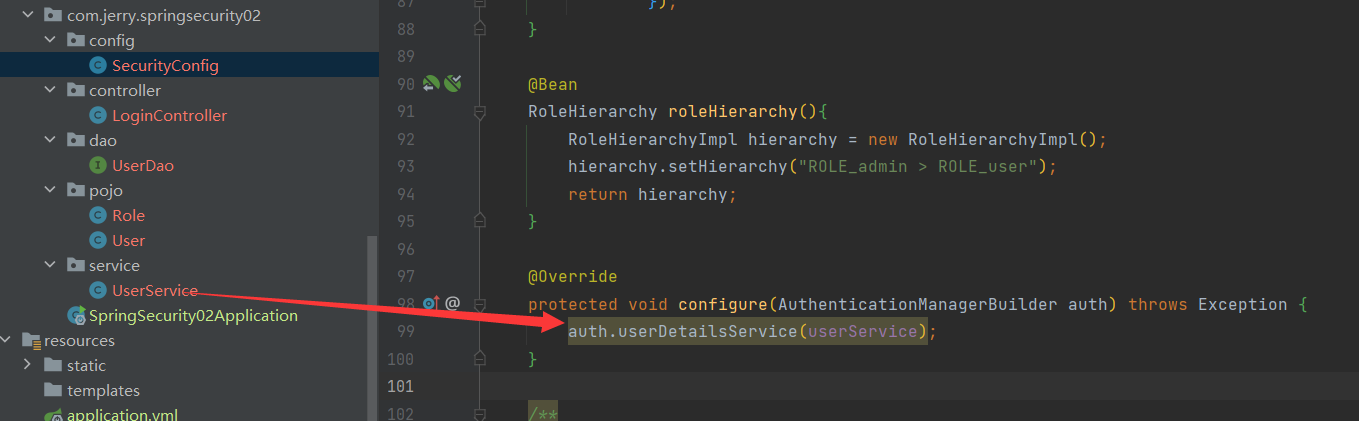 com.jerry.springsecurity02
config
SecurityConfig
controller
LoginController
dao
UserDao
pojo
Role
User
service
UserService
SpringSecurity02Application
resources
static
templates
application.yml
87 });
88 }
89
90 @Bean
91 RoleHierarchy roleHierarchy(){
92 RoleHierarchyImpl hierarchy = new RoleHierarchyImpl();
93 hierarchy.setHierarchy("ROLE_admin > ROLE_user");
94 return hierarchy;
95 }
96
97 @Override
98 @ protected void configure(AuthenticationManagerBuilder auth) throws Exception {
99 auth.userDetailsService(userService);
100 }
101
102 /**